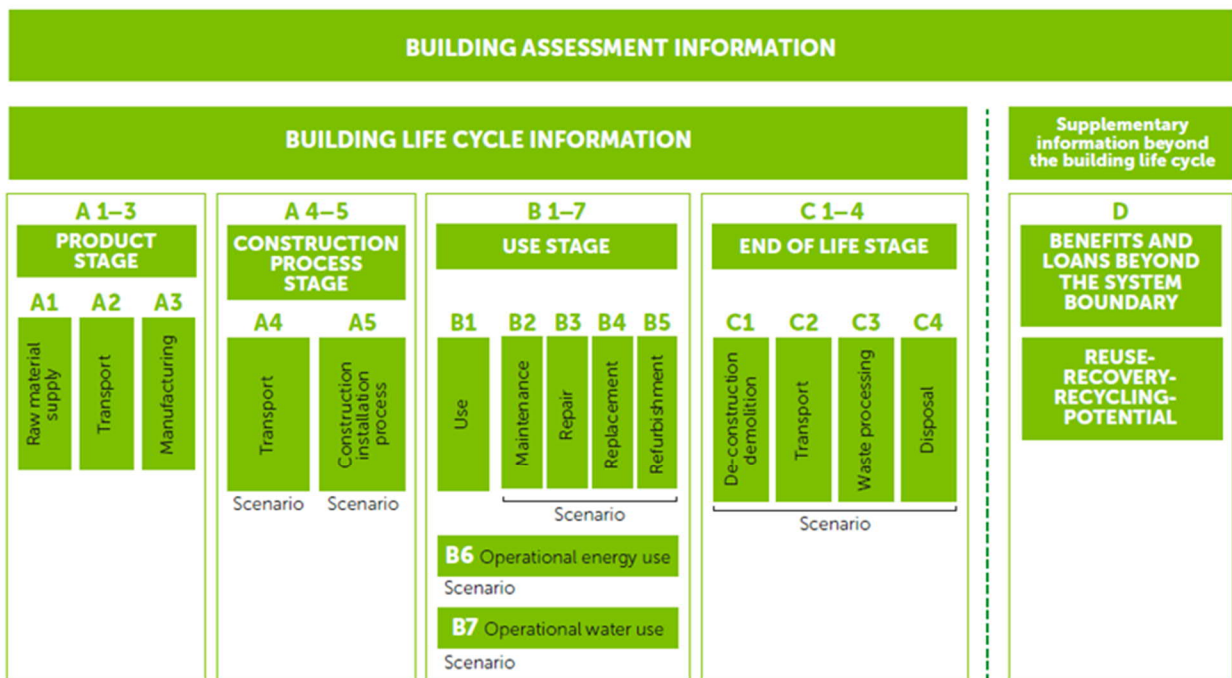 BUILDING ASSESSMENT INFORMATION
BUILDING LIFE CYCLE INFORMATION
Supplementary
information beyond
the building life cycle
A 1–3
PRODUCT
STAGE
A1
A2
A3
Raw material
supply
Transport
Manufacturing
A 4–5
CONSTRUCTION
PROCESS
STAGE
A4
A5
Transport
Construction
installation
process
Scenario
Scenario
B 1–7
USE STAGE
B1
B2
B3
B4
B5
Use
Maintenance
Repair
Replacement
Refurbishment
Scenario
B6 Operational energy use
Scenario
B7 Operational water use
Scenario
C 1–4
END OF LIFE STAGE
C1
C2
C3
C4
De-construction
demolition
Transport
Waste processing
Disposal
Scenario
D
BENEFITS AND
LOANS BEYOND
THE SYSTEM
BOUNDARY
REUSE-
RECOVERY-
RECYCLING-
POTENTIAL